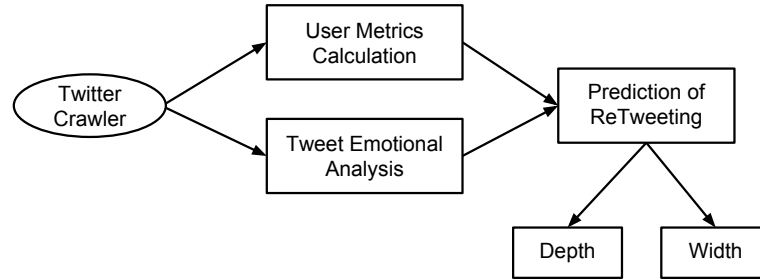 User Metrics
Calculation
Twitter
Crawler
Prediction of
ReTweeting
Tweet Emotional
Analysis
Depth
Width